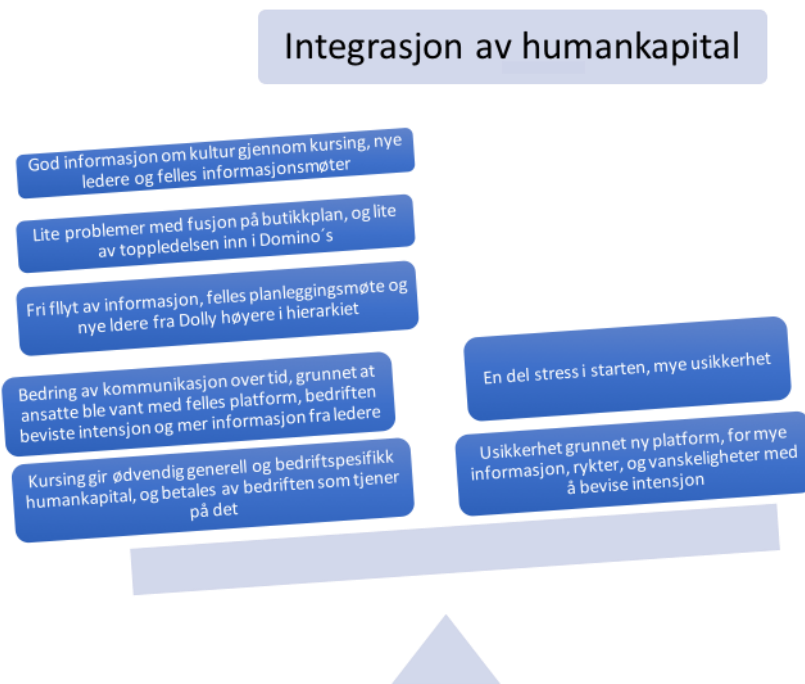 Integrasjon av humankapital
God informasjon om kultur gjennom kursing, nye
ledere og felles informasjonsmøter
Lite problemer med fusjon på butikkplan, og lite
av toppledelsen inn i Domino´s
Fri fllyt av informasjon, felles planleggingsmøte og
nye ldere fra Dolly høyere i hierarkiet
Bedring av kommunikasjon over tid, grunnet at
ansatte ble vant med felles platform, bedriften
beviste intensjon og mer informasjon fra ledere
Kursing gir ødvendig generell og bedriftspesifikk
humankapital, og betales av bedriften som tjener
på det
En del stress i starten, mye usikkerhet
Usikkerhet grunnet ny platform, for mye
informasjon, rykter, og vanskeligheter med
å bevise intensjon